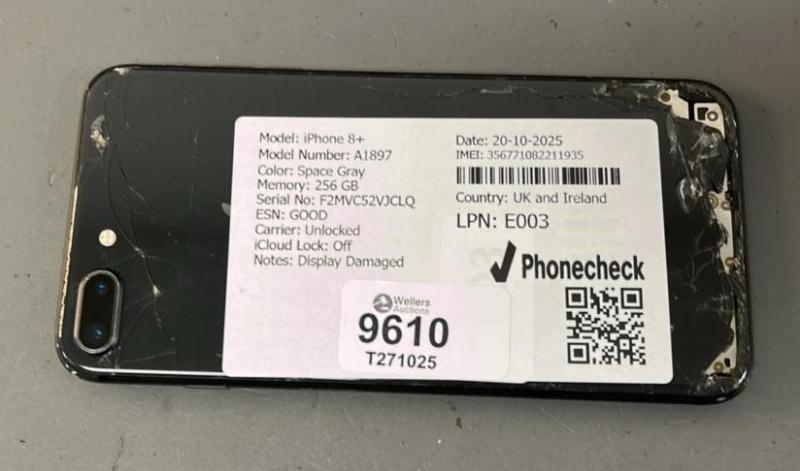 Model: iPhone 8+
Model Number: A1897
Color: Space Gray
Memory: 256 GB
Serial No: F2MVC52VJCLQ
ESN: GOOD
Carrier: Unlocked
iCloud Lock: Off
Notes: Display Damaged
Date: 20-10-2025
IMEI: 356771082211935
Country: UK and Ireland
LPN: E003
Phonecheck
Wellers
Auctions
9610
T271025